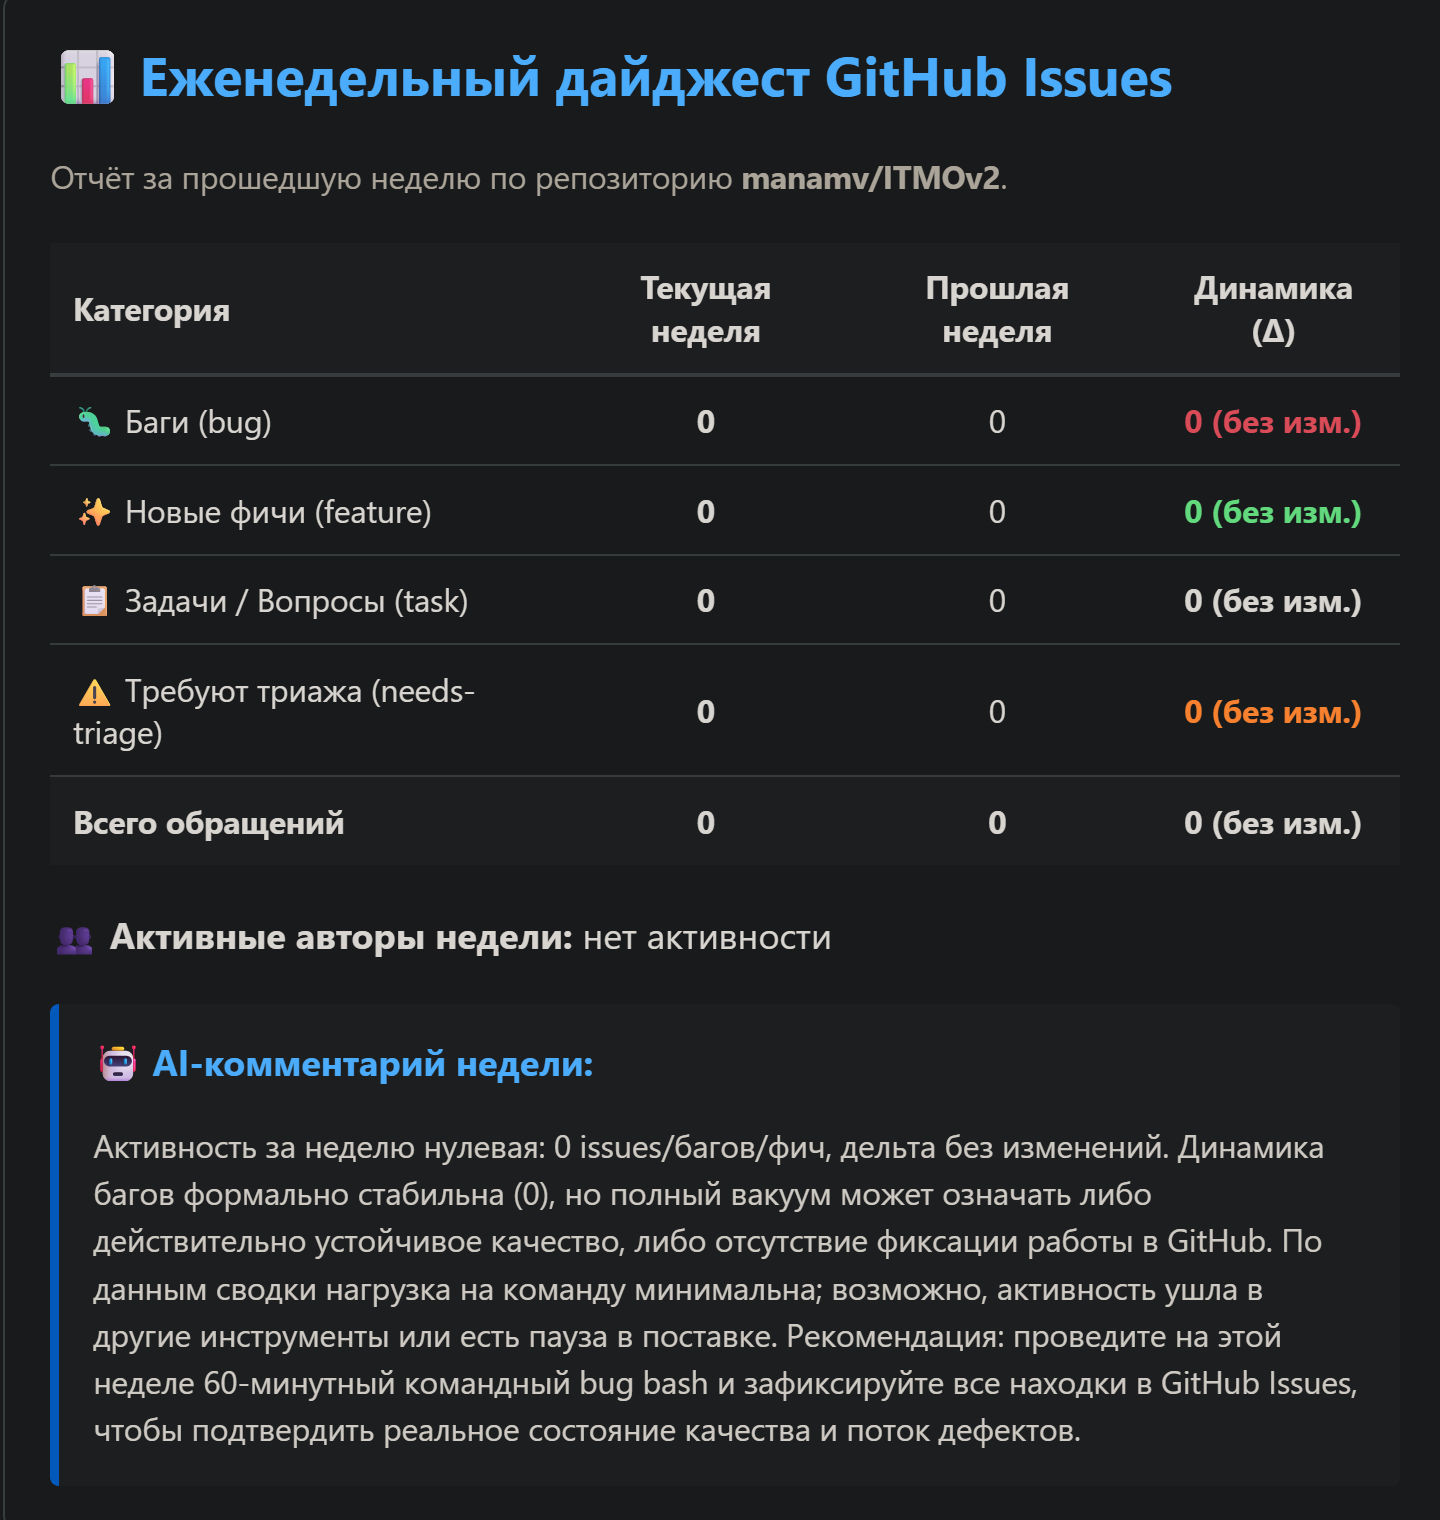 Еженедельный дайджест GitHub Issues
Отчёт за прошедшую неделю по репозиторию manamv/ITMOv2.
Категория
Текущая
неделя
Прошлая
неделя
Динамика
(Δ)
Баги (bug) 0 0 0 (без изм.)
Новые фичи (feature) 0 0 0 (без изм.)
Задачи / Вопросы (task) 0 0 0 (без изм.)
Требуют триажа (needs-
triage) 0 0 0 (без изм.)
Всего обращений 0 0 0 (без изм.)
Активные авторы недели: нет активности
AI-комментарий недели:
Активность за неделю нулевая: 0 issues/багов/фич, дельта без изменений. Динамика
багов формально стабильна (0), но полный вакуум может означать либо
действительно устойчивое качество, либо отсутствие фиксации работы в GitHub. По
данным сводки нагрузка на команду минимальна; возможно, активность ушла в
другие инструменты или есть пауза в поставке. Рекомендация: проведите на этой
неделе 60-минутный командный bug bash и зафиксируйте все находки в GitHub Issues,
чтобы подтвердить реальное состояние качества и поток дефектов.